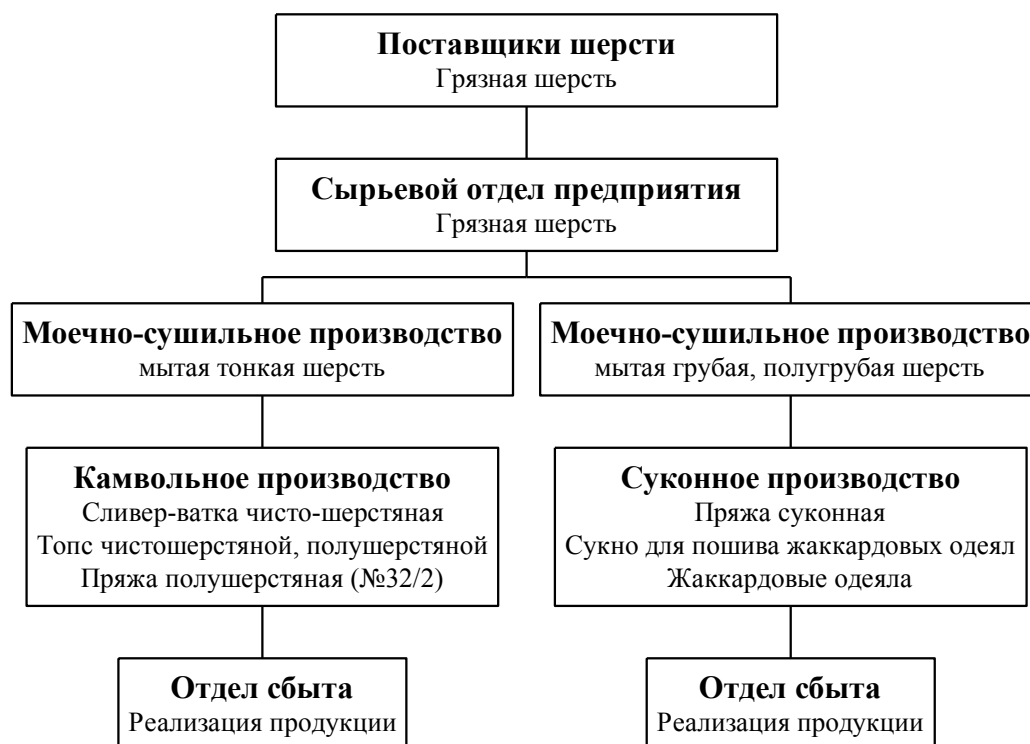 Поставщики шерсти
Грязная шерсть
Сырьевой отдел предприятия
Грязная шерсть
Моечно-сушильное производство
мытая тонкая шерсть
Моечно-сушильное производство
мытая грубая, полугрубая шерсть
Камвольное производство
Сливер-ватка чисто-шерстяная
Топс чистошерстяной, полушерстяной
Пряжа полушерстяная (№32/2)
Суконное производство
Пряжа суконная
Сукно для пошива жаккардовых одеял
Жаккардовые одеяла
Отдел сбыта
Реализация продукции
Отдел сбыта
Реализация продукции